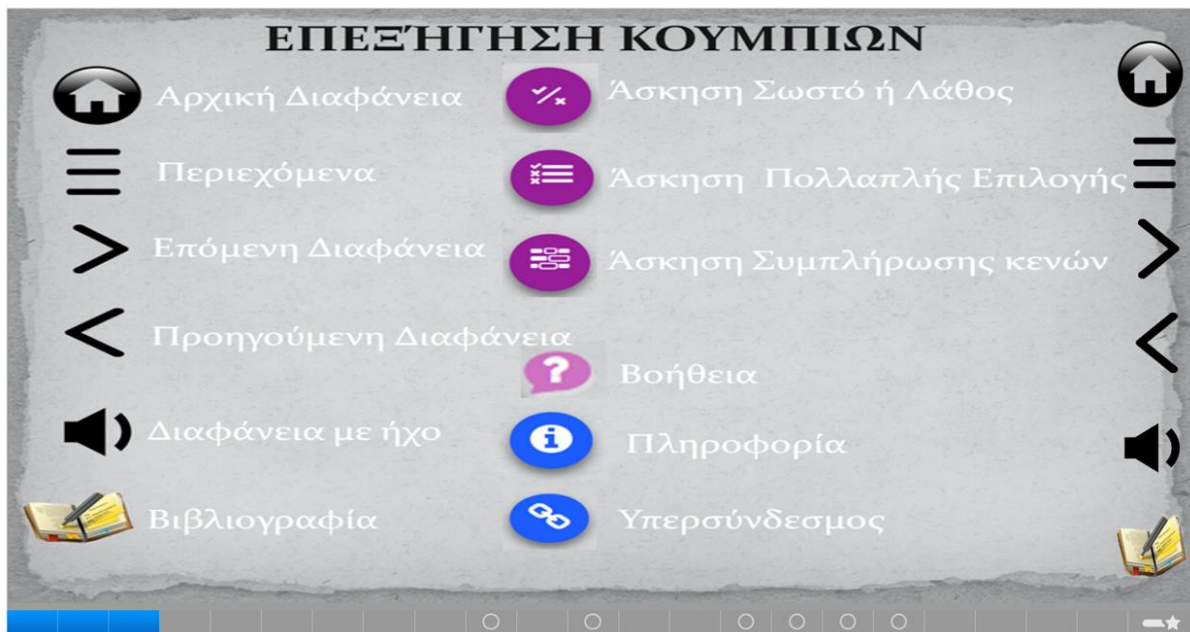 ΕΠΕΞΉΓΗΣΗ ΚΟΥΜΠΙΩΝ
Αρχική Διαφάνεια
Περιεχόμενα
Επόμενη Διαφάνεια
Προηγούμενη Διαφάνεια
Διαφάνεια με ήχο
Βιβλιογραφία
Άσκηση Σωστό ή Λάθος
Άσκηση Πολλαπλής Επιλογής
Άσκηση Συμπλήρωσης κενών
Βοήθεια
Πληροφορία
Υπερσύνδεσμος